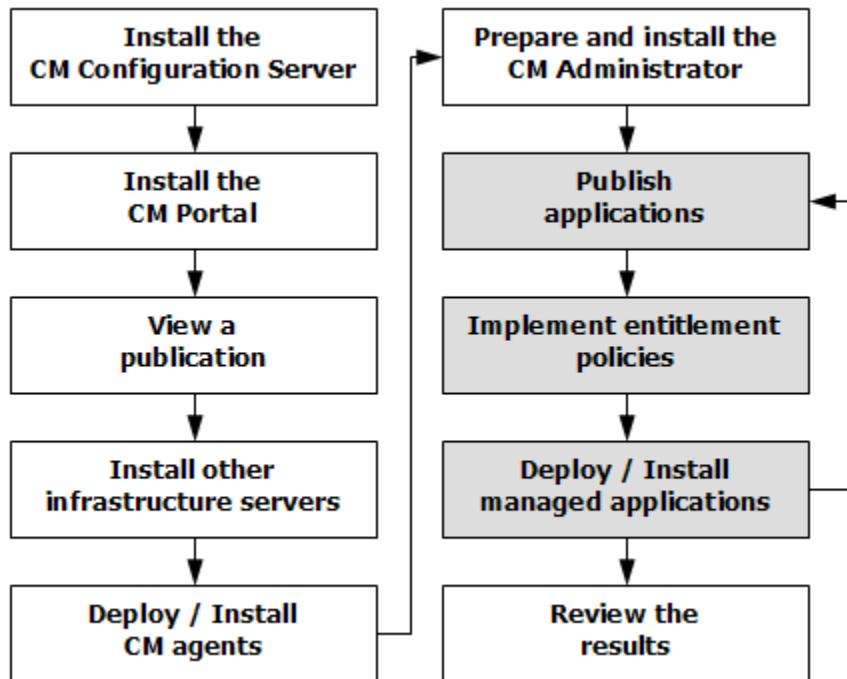 Install the
CM Configuration Server
Install the
CM Portal
View a
publication
Install other
infrastructure servers
Deploy / Install
CM agents
Prepare and install the
CM Administrator
Publish
applications
Implement entitlement
policies
Deploy / Install
managed applications
Review the
results